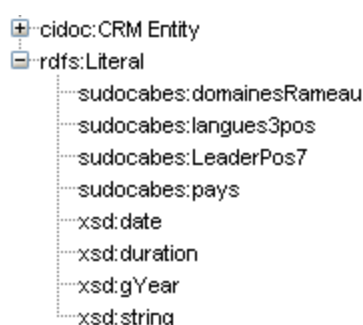 cidoc:CRM Entity
rdfs:Literal
sudocabes:domainesRameau
sudocabes:langues3pos
sudocabes:LeaderPos7
sudocabes:pays
xsd:date
xsd:duration
xsd:gYear
xsd:string